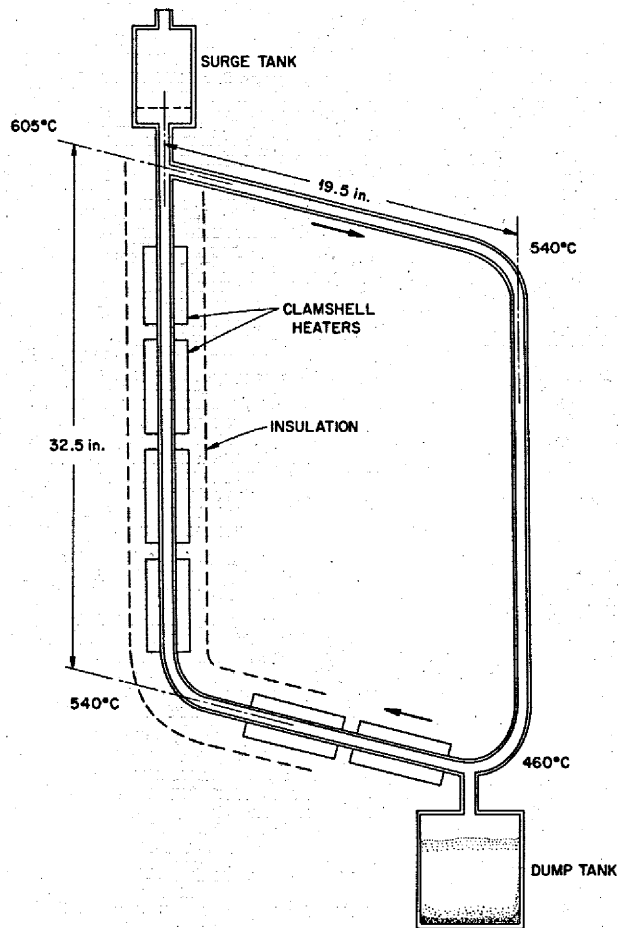 SURGE TANK
605°C
19.5 in.
540°C
CLAMSHELL
HEATERS
INSULATION
32.5 in.
540°C
460°C
DUMP TANK